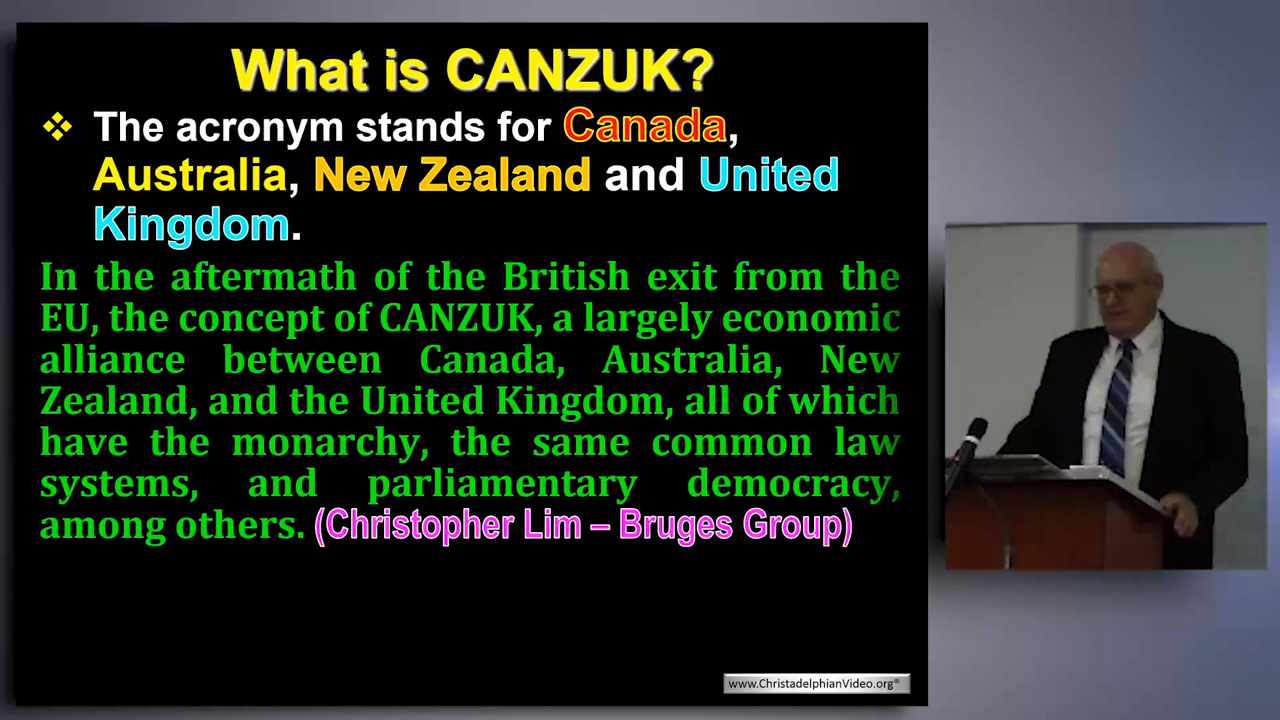 What is CANZUK?
❖ The acronym stands for Canada,
Australia, New Zealand and United
Kingdom.
In the aftermath of the British exit from the
EU, the concept of CANZUK, a largely economic
alliance between Canada, Australia, New
Zealand, and the United Kingdom, all of which
have the monarchy, the same common law
systems, and parliamentary democracy,
among others. (Christopher Lim – Bruges Group)
www.ChristadelphianVideo.org®